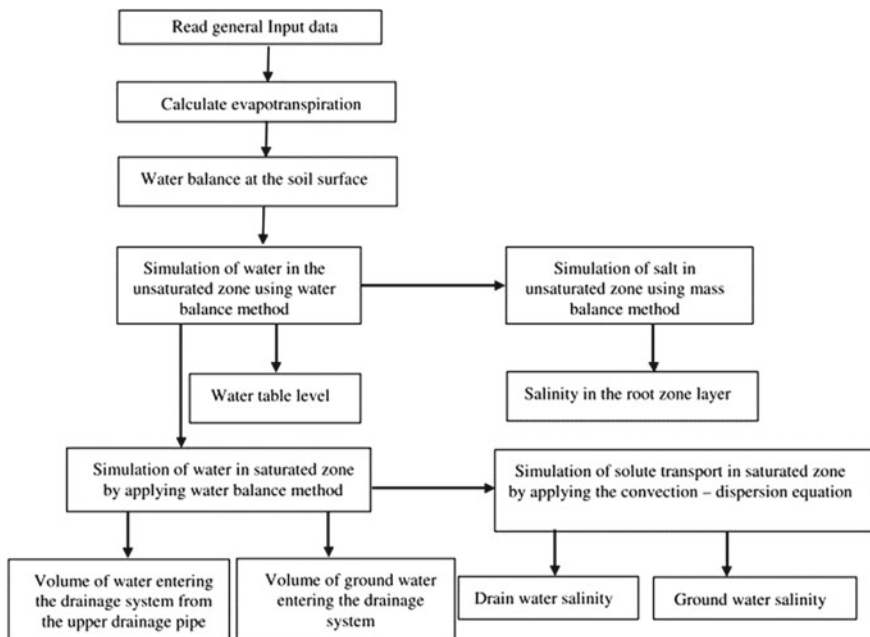 Read general Input data
Calculate evapotranspiration
Water balance at the soil surface
Simulation of water in the
unsaturated zone using water
balance method
Simulation of salt in
unsaturated zone using mass
balance method
Water table level
Salinity in the root zone layer
Simulation of water in saturated zone
by applying water balance method
Simulation of solute transport in saturated zone
by applying the convection – dispersion equation
Volume of water entering
the drainage system from
the upper drainage pipe
Volume of ground water
entering the drainage
system
Drain water salinity
Ground water salinity